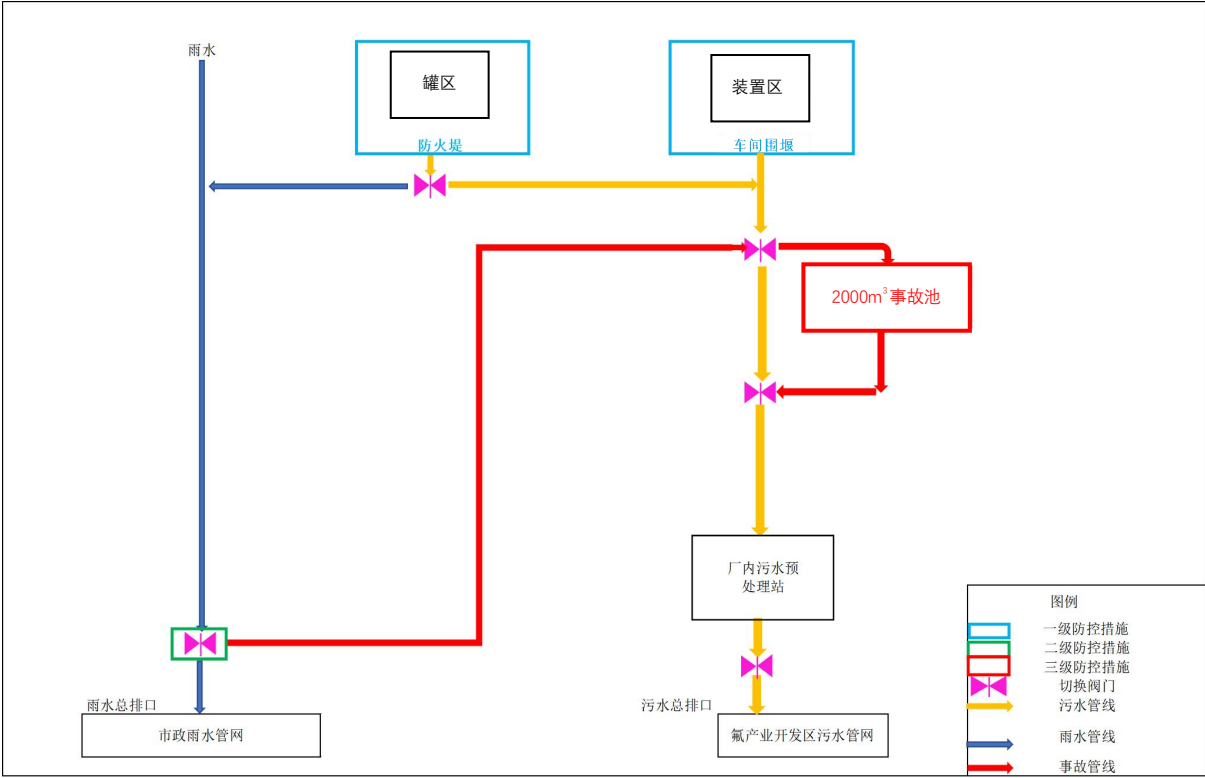 雨水
罐区
防火堤
装置区
车间围堰
2000m³事故池
厂内污水预
处理站
雨水总排口
市政雨水管网
污水总排口
氟产业开发区污水管网
图例
一级防控措施
二级防控措施
三级防控措施
切换阀门
污水管线
雨水管线
事故管线